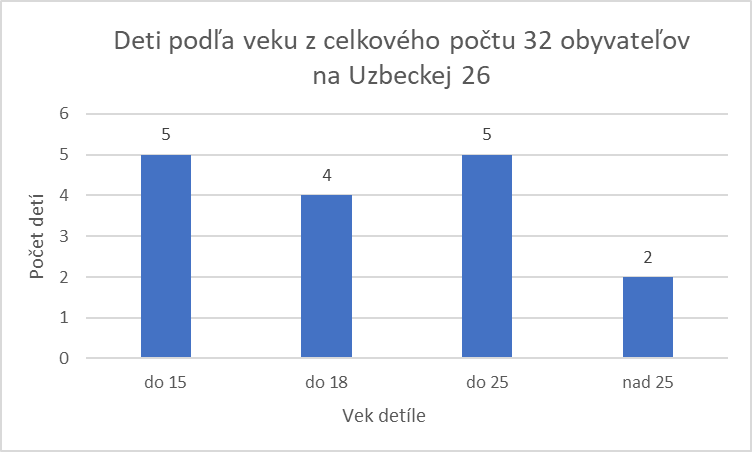 Deti podľa veku z celkového počtu 32 obyvateľov
na Uzbeckej 26
Počet detí
6
5
4
3
2
1
0
5
4
5
2
do 15
do 18
do 25
nad 25
Vek detíle